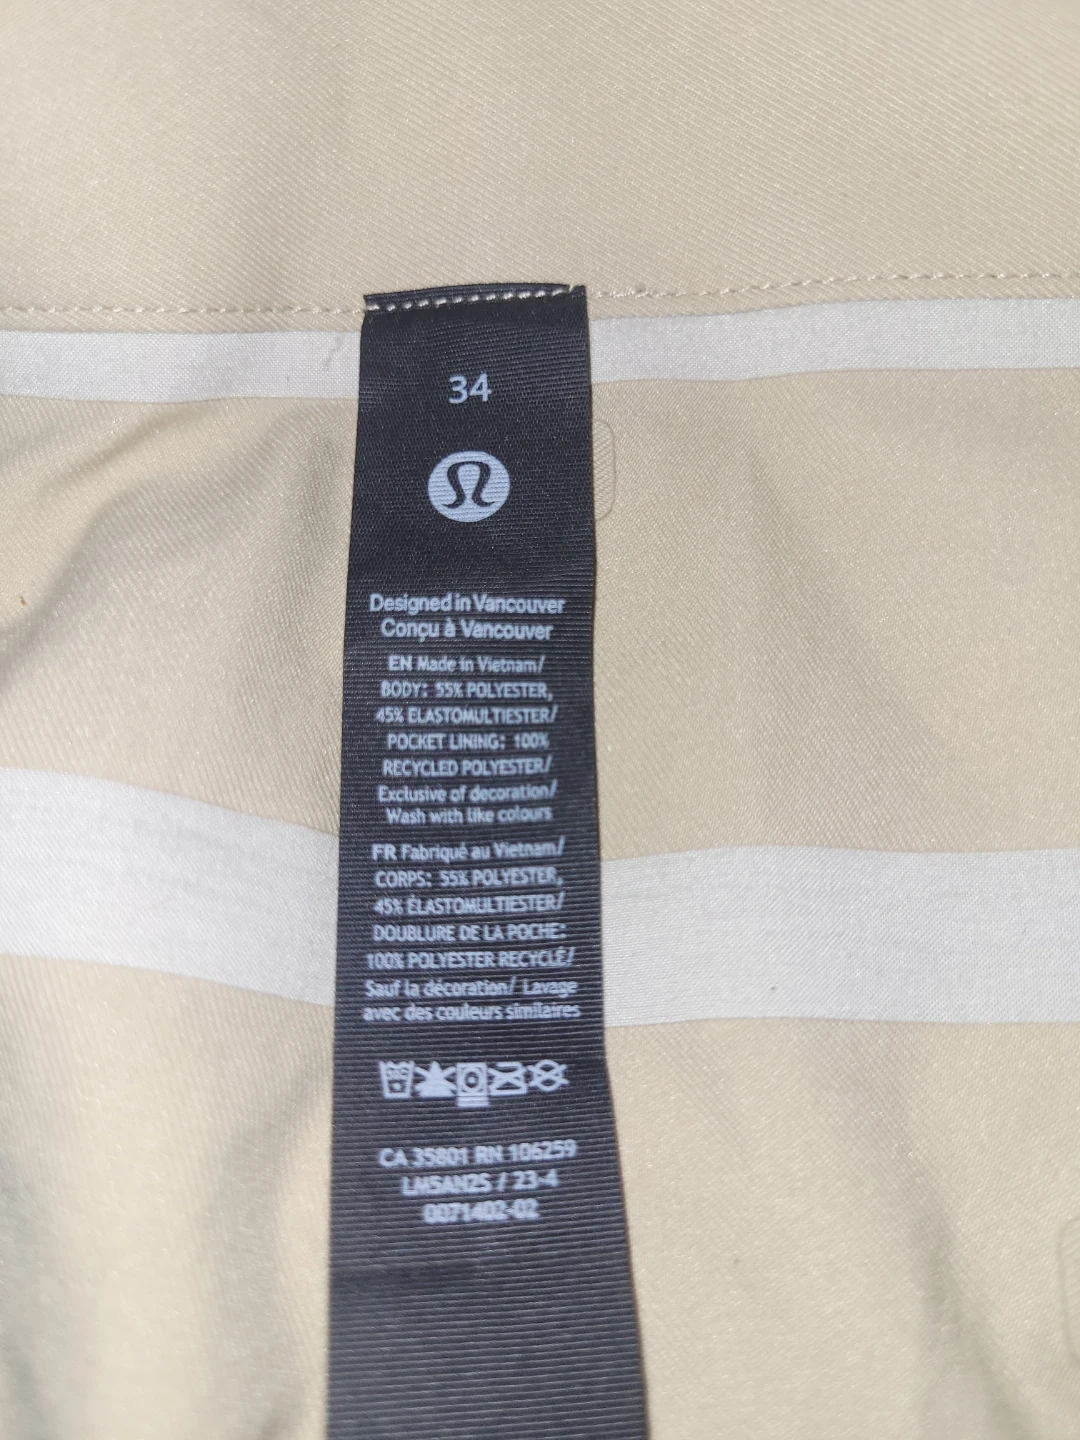 34
Designed in Vancouver
Conçu à Vancouver
EN Made in Vietnam/
BODY: 55% POLYESTER,
45% ELASTOMULTIESTER/
POCKET LINING: 100%
RECYCLED POLYESTER/
Exclusive of decoration/
Wash with like colours
FR Fabriqué au Vietnam/
CORPS: 55% POLYESTER,
45% ÉLASTOMULTIESTER/
DOUBLURE DE LA POCHE:
100% POLYESTER RECYCLÉ/
Sauf la décoration/ Lavage
avec des couleurs similaires
CA 35801 RN 106259
LM5AN2S / 23-4
0071402-02